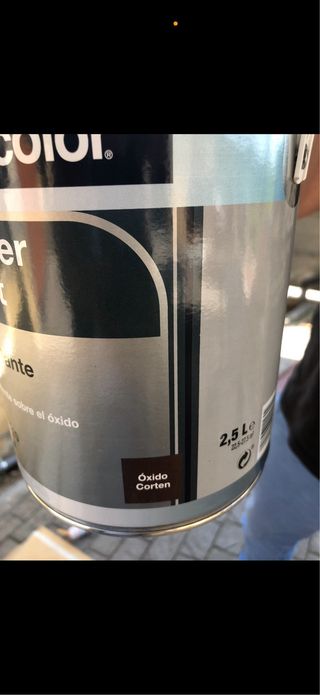 color®
er
ante
sobre el óxido
2,5 L e
Óxido
Corten